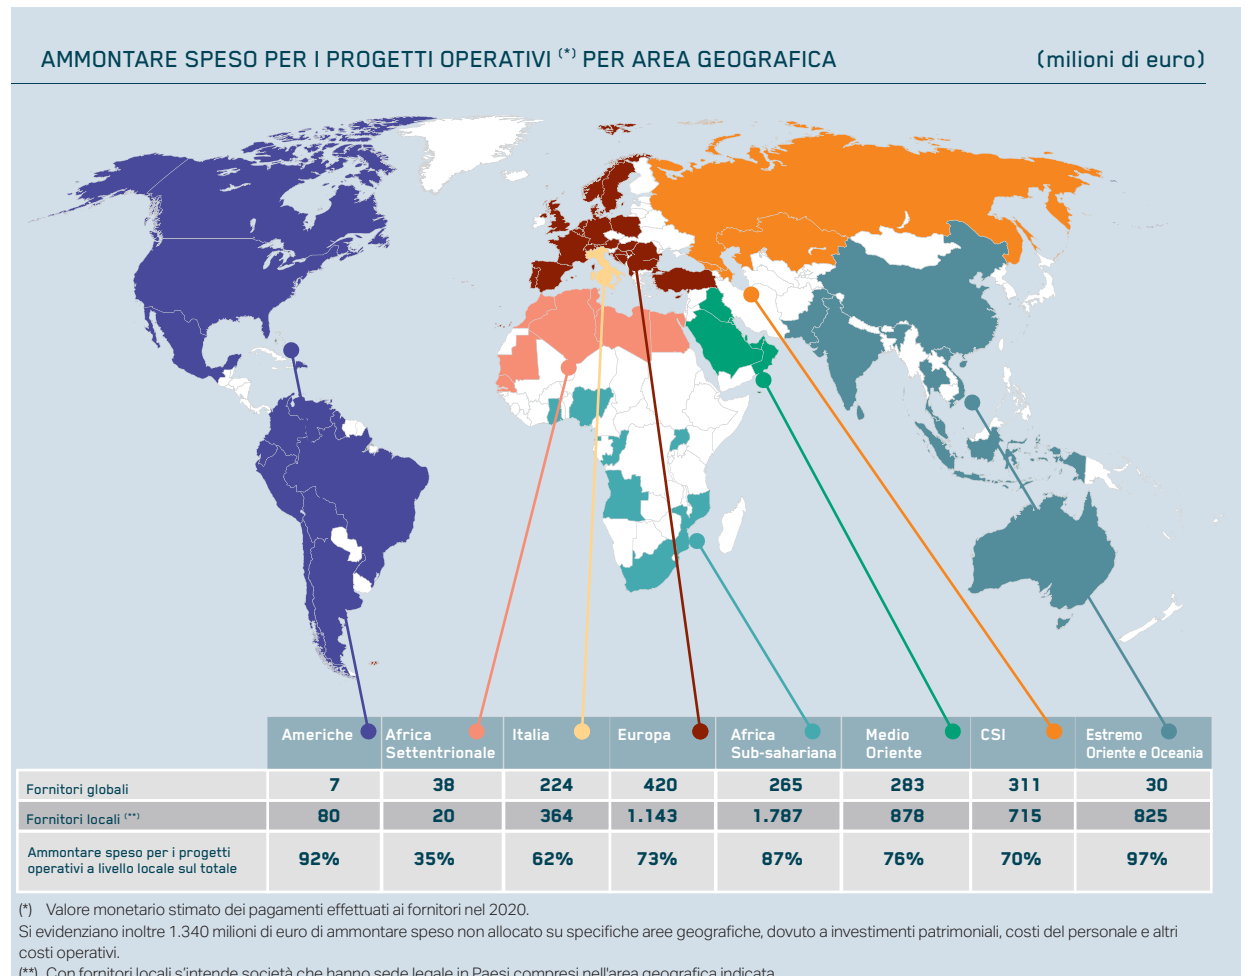 AMMONTARE SPESO PER I PROGETTI OPERATIVI (*) PER AREA GEOGRAFICA (milioni di euro)
Americhe Africa Settentrionale Italia Europa Africa Sub-sahariana Medio Oriente CSI Estremo Oriente e Oceania
Fornitori globali 7 38 224 420 265 283 311 30
Fornitori locali (**) 80 20 364 1.143 1.787 878 715 825
Ammontare speso per i progetti
operativi a livello locale sul totale 92% 35% 62% 73% 87% 76% 70% 97%
(*) Valore monetario stimato dei pagamenti effettuati ai fornitori nel 2020.
Si evidenziano inoltre 1.340 milioni di euro di ammontare speso non allocato su specifiche aree geografiche, dovuto a investimenti patrimoniali, costi del personale e altri
costi operativi.
(**) Con fornitori locali s'intende società che hanno sede legale in Paesi compresi nell'area geografica indicata.